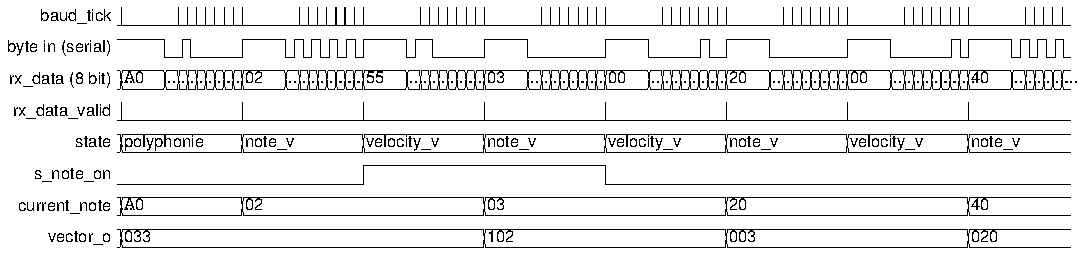 baud_tick
byte in (serial)
rx_data (8 bit) A0 ... 02 ... 55 ... 03 ... 00 ... 20 ... 00 ... 40 ...
rx_data_valid
state polyphonie note_v velocity_v note_v velocity_v note_v velocity_v note_v
s_note_on
current_note A0 02 03 20 40
vector_o 033 102 003 020